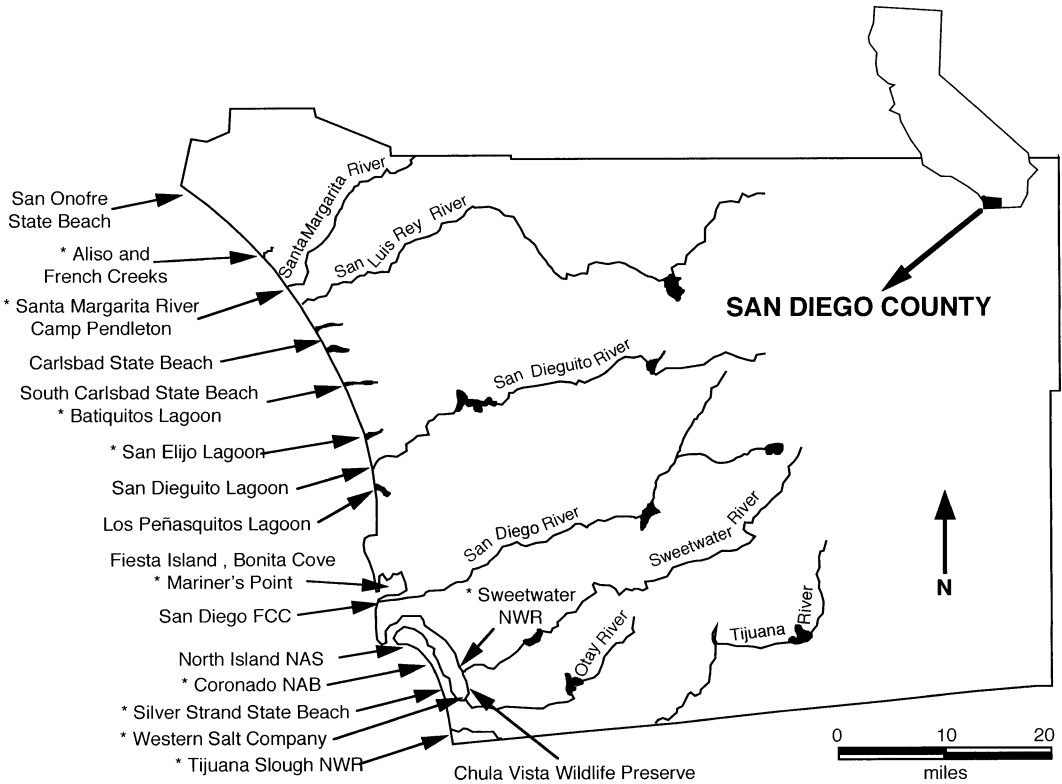 Santa Margarita River
San Luis Rey River
San Onofre
State Beach
* Aliso and
French Creeks
* Santa Margarita River
Camp Pendleton
SAN DIEGO COUNTY
Carlsbad State Beach
San Dieguito River
South Carlsbad State Beach
* Batiquitos Lagoon
* San Elijo Lagoon
San Dieguito Lagoon
Los Peñasquitos Lagoon
San Diego River
Sweetwater River
Fiesta Island , Bonita Cove
* Mariner's Point
N
San Diego FCC
* Sweetwater
NWR
Otay River
Tijuana River
North Island NAS
* Coronado NAB
* Silver Strand State Beach
* Western Salt Company
* Tijuana Slough NWR
Chula Vista Wildlife Preserve
0 10 20
miles